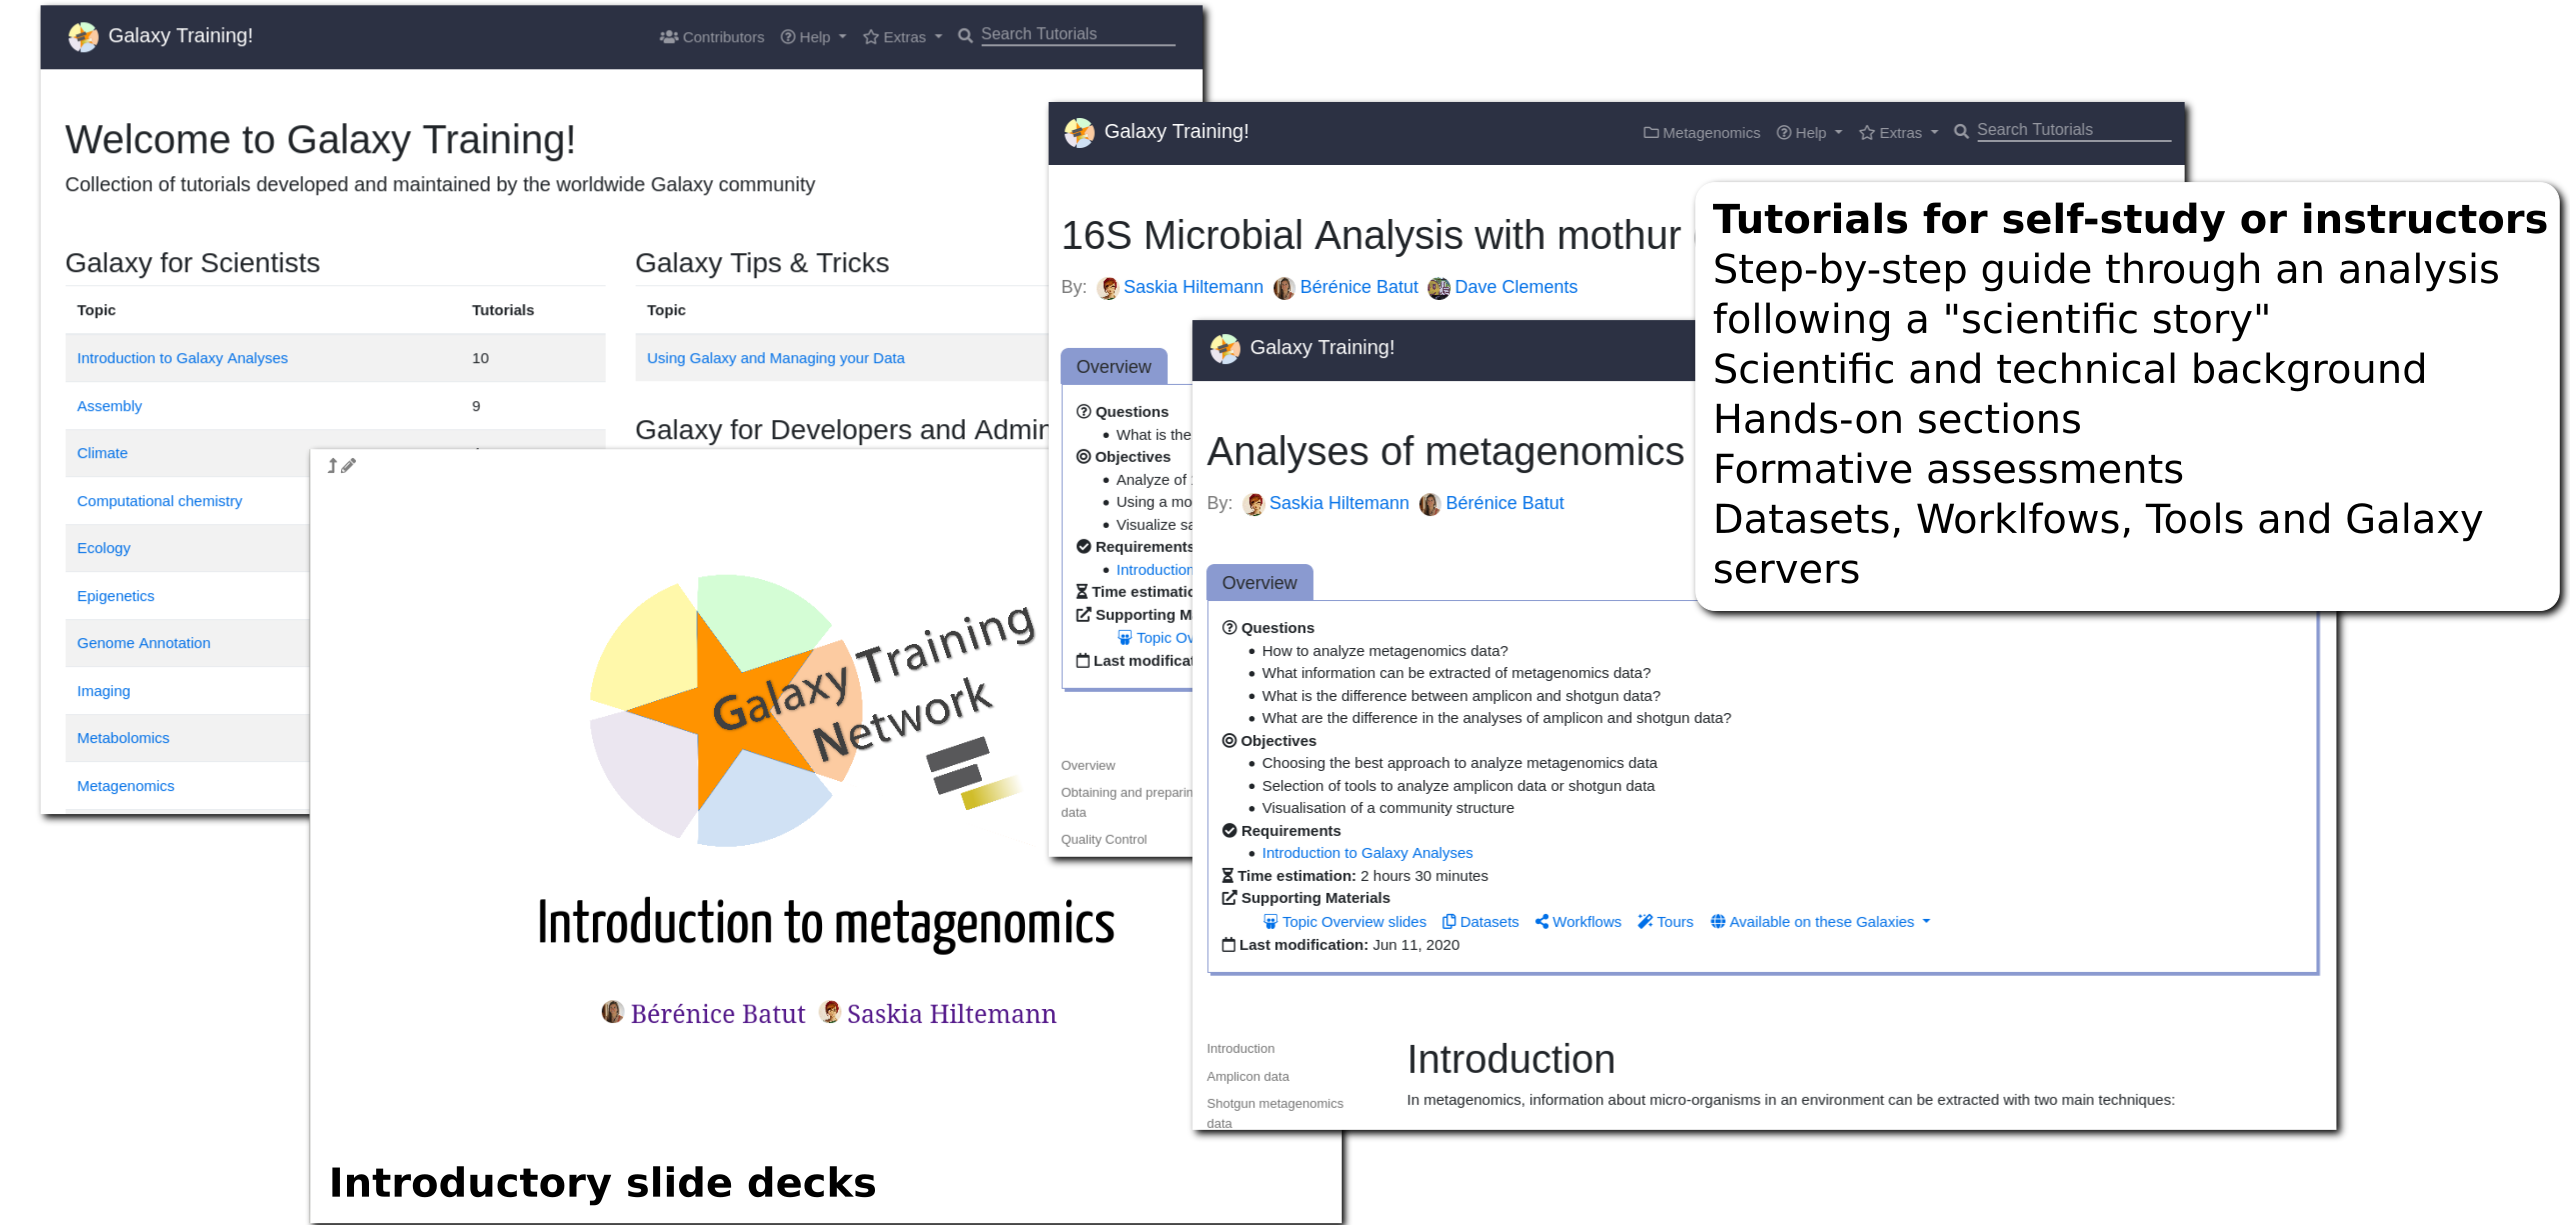 Galaxy Training!
Contributors Help Extras Search Tutorials
Welcome to Galaxy Training!
Collection of tutorials developed and maintained by the worldwide Galaxy community
Galaxy for Scientists
Topic Tutorials
Introduction to Galaxy Analyses 10
Assembly 9
Climate
Computational chemistry
Ecology
Epigenetics
Genome Annotation
Imaging
Metabolomics
Metagenomics
Galaxy Tips & Tricks
Topic
Using Galaxy and Managing your Data
Galaxy for Developers and Admin
Galaxy Training
Network
Introduction to metagenomics
Bérénice Batut Saskia Hiltemann
Introductory slide decks
Galaxy Training!
Metagenomics Help Extras Search Tutorials
16S Microbial Analysis with mothur
By: Saskia Hiltemann Bérénice Batut Dave Clements
Overview
Questions
What is the
Objectives
Analyze of
Using a mo
Visualize sa
Requirements
Introduction
Time estimatic
Supporting M
Topic Ov
Last modificat
Overview
Obtaining and preparin
data
Quality Control
Galaxy Training!
Analyses of metagenomics
By: Saskia Hiltemann Bérénice Batut
Overview
Questions
How to analyze metagenomics data?
What information can be extracted of metagenomics data?
What is the difference between amplicon and shotgun data?
What are the difference in the analyses of amplicon and shotgun data?
Objectives
Choosing the best approach to analyze metagenomics data
Selection of tools to analyze amplicon data or shotgun data
Visualisation of a community structure
Requirements
Introduction to Galaxy Analyses
Time estimation: 2 hours 30 minutes
Supporting Materials
Topic Overview slides Datasets Workflows Tours Available on these Galaxies
Last modification: Jun 11, 2020
Introduction
Amplicon data
Shotgun metagenomics
data
Introduction
In metagenomics, information about micro-organisms in an environment can be extracted with two main techniques:
Tutorials for self-study or instructors
Step-by-step guide through an analysis
following a "scientific story"
Scientific and technical background
Hands-on sections
Formative assessments
Datasets, Worklfows, Tools and Galaxy
servers